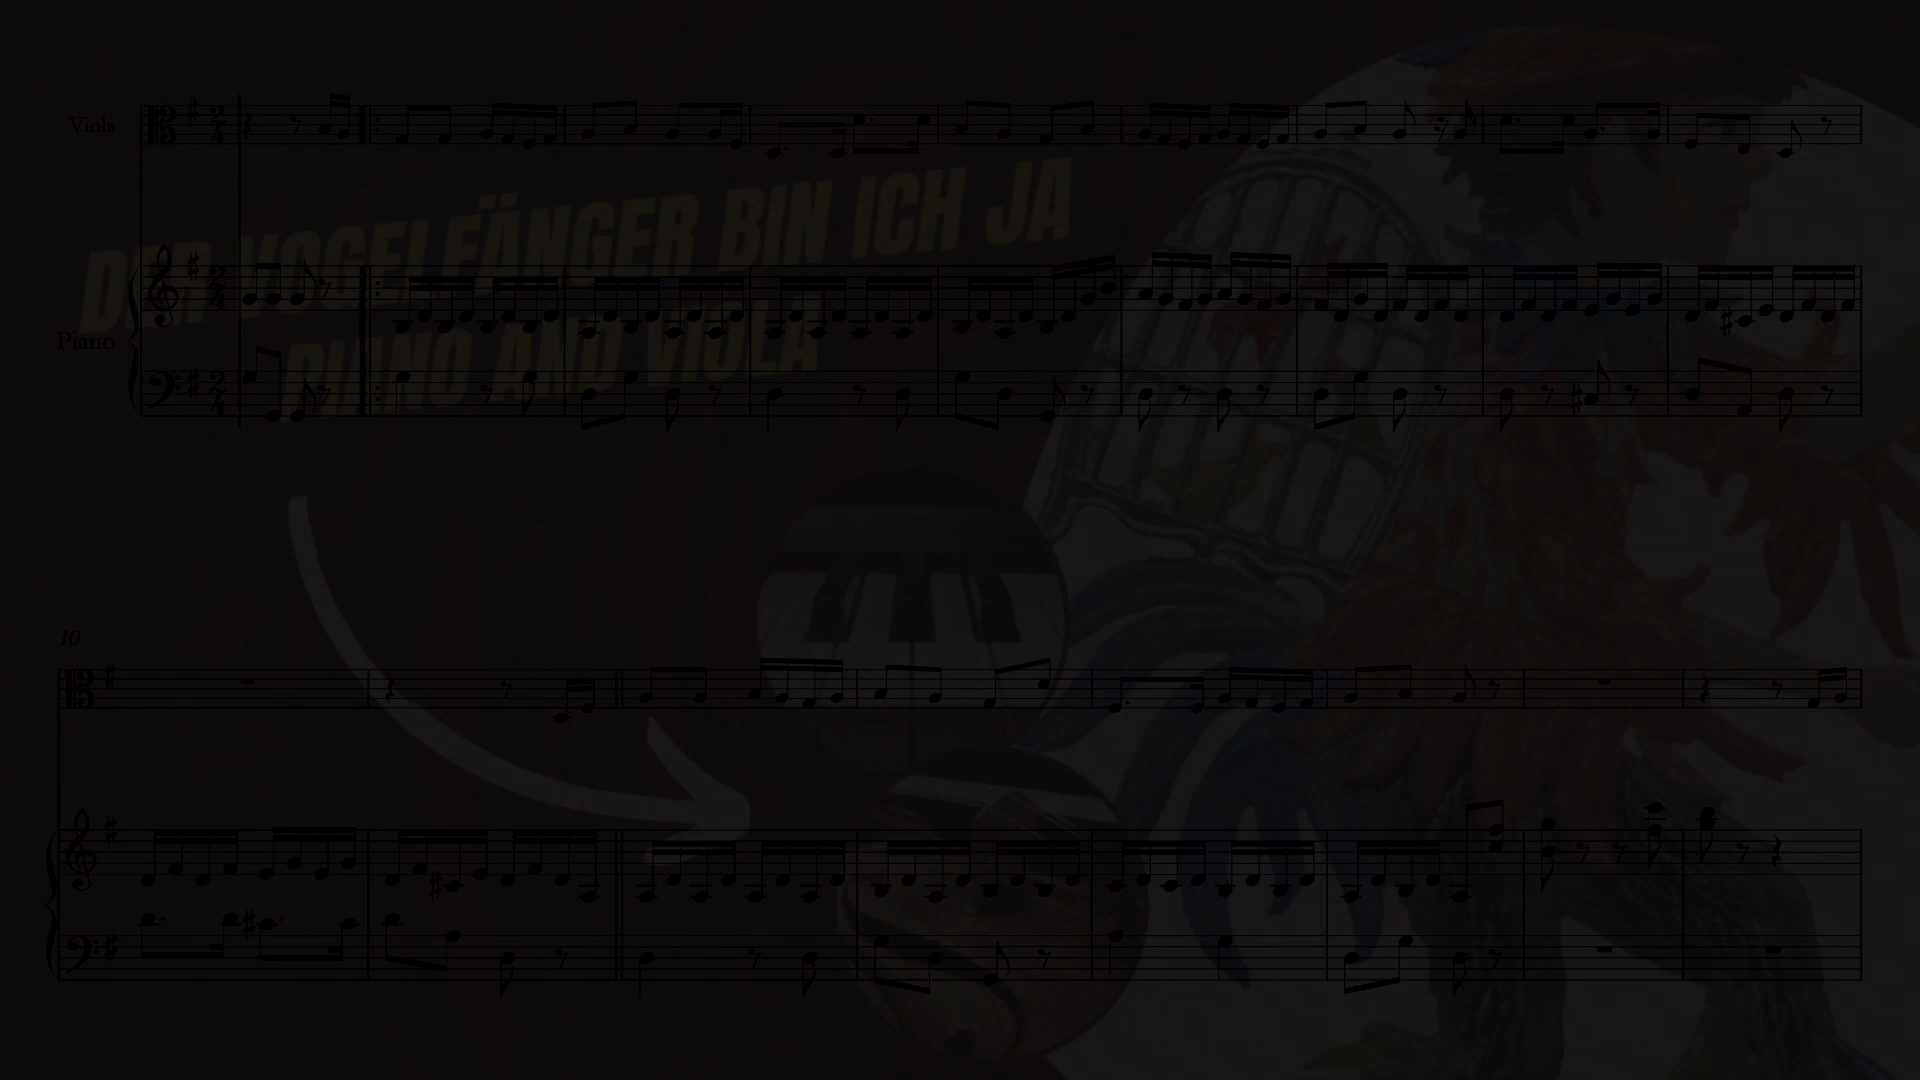 Viola
DER VOGELFÄNGER BIN ICH JA
PIANO AND VIOLA
Piano
10